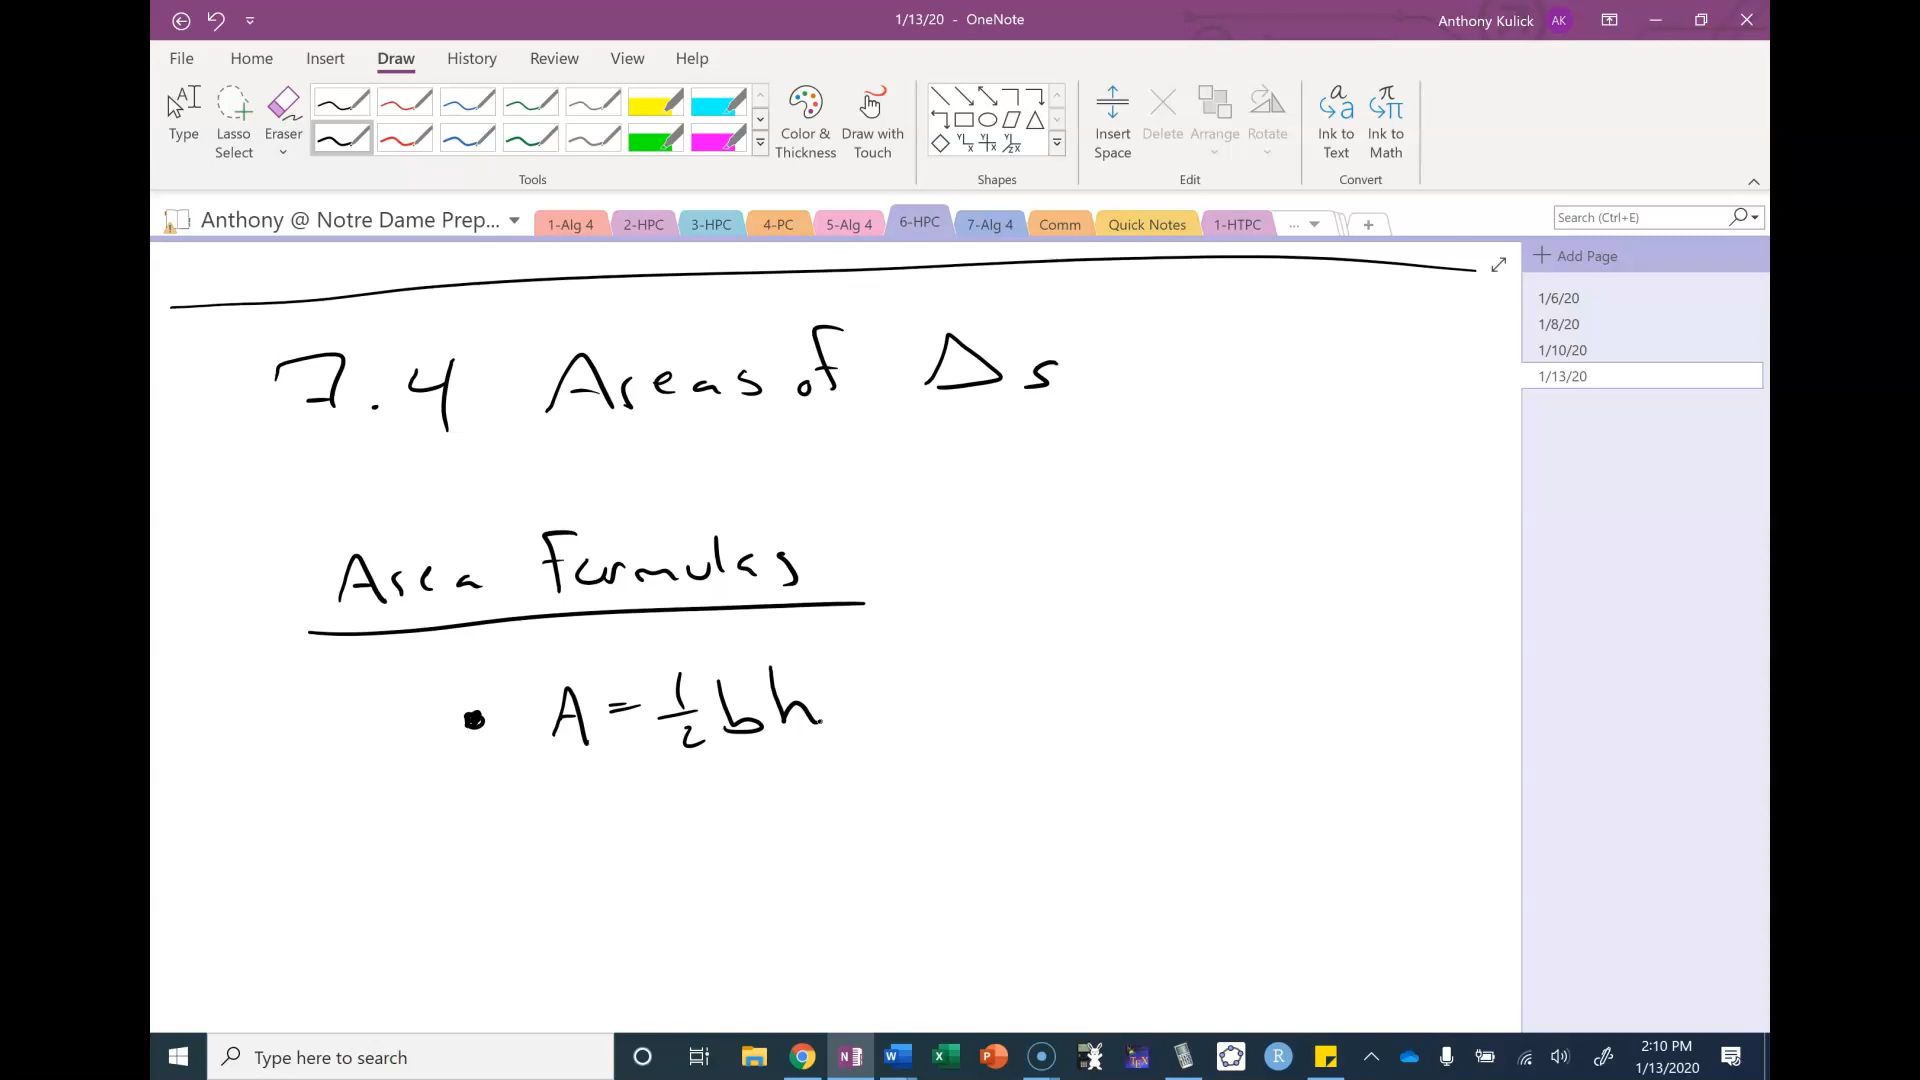 1/13/20 - OneNote
Anthony Kulick AK
File Home Insert Draw History Review View Help
Type Lasso Select Eraser
Color & Thickness Draw with Touch
Insert Space Delete Arrange Rotate
Ink to Text Ink to Math
Tools Shapes Edit Convert
Anthony @ Notre Dame Prep... 1-Alg 4 2-HPC 3-HPC 4-PC 5-Alg 4 6-HPC 7-Alg 4 Comm Quick Notes 1-HTPC ... Search (Ctrl+E)
Add Page
1/6/20
1/8/20
1/10/20
1/13/20
7.4 Areas of Δs
Area Formulas
• A = 1/2 bh
Type here to search
2:10 PM
1/13/2020